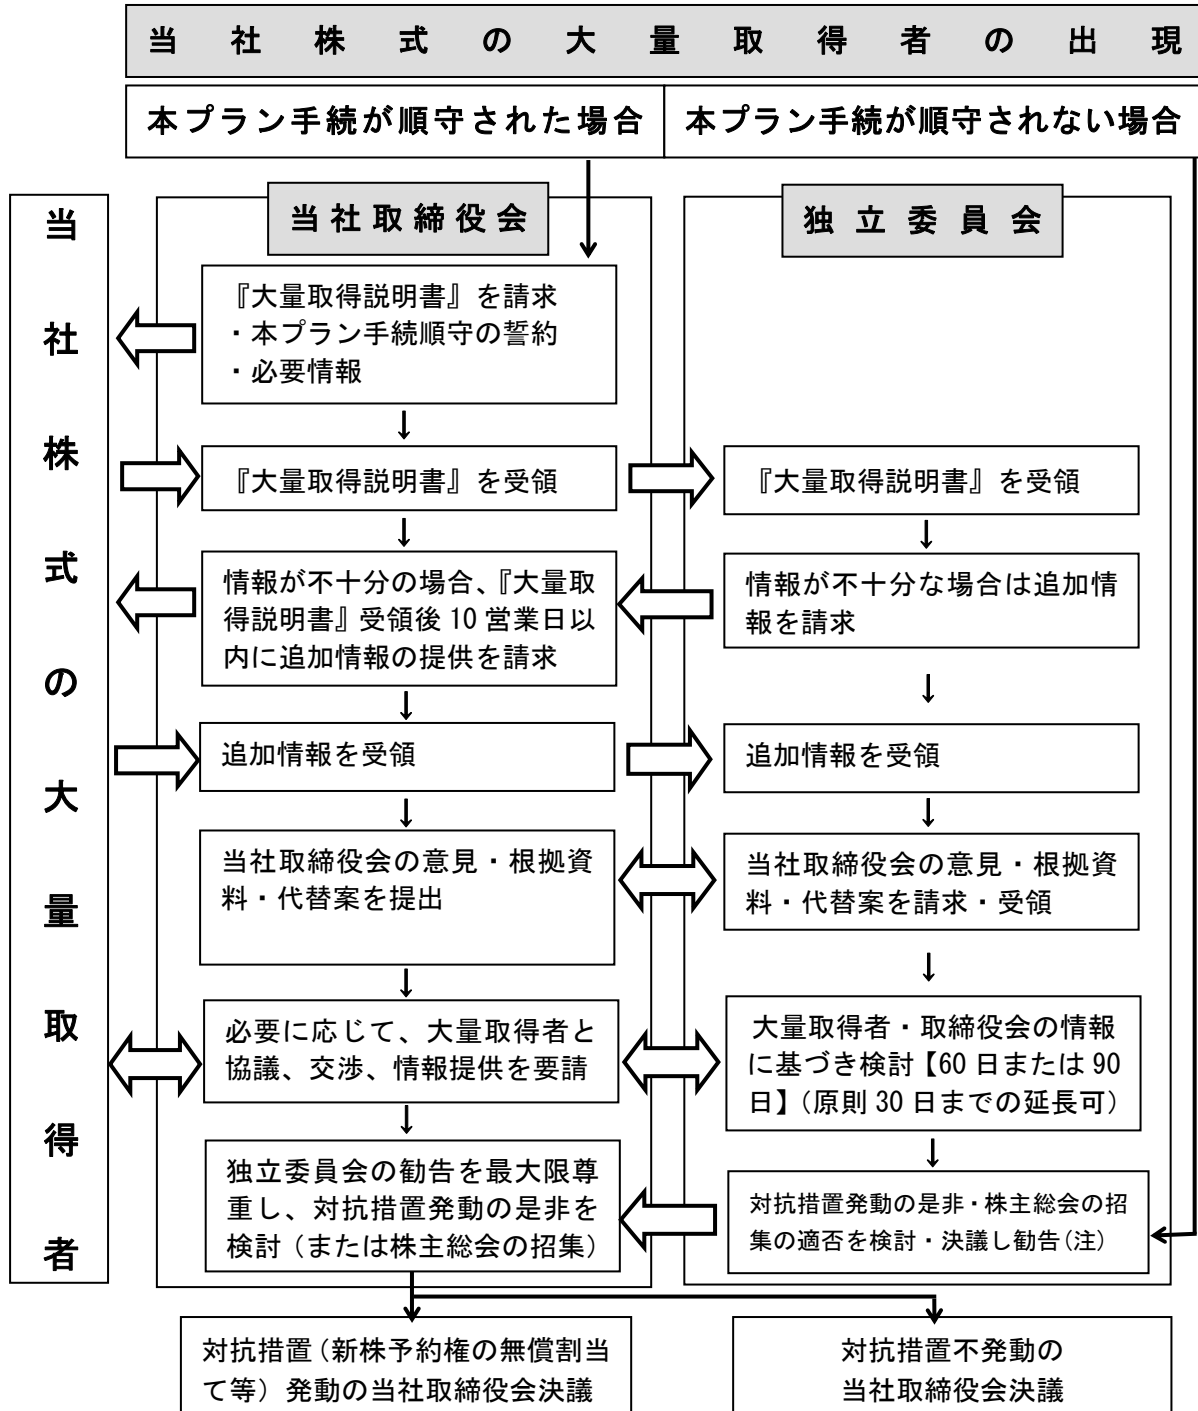 当社株式の大量取得者の出現
本プラン手続が順守された場合
本プラン手続が順守されない場合
当社株式の大量取得者
当社取締役会
独立委員会
『大量取得説明書』を請求
・本プラン手続順守の誓約
・必要情報
『大量取得説明書』を受領
『大量取得説明書』を受領
情報が不十分の場合、『大量取
得説明書』受領後10営業日以
内に追加情報の提供を請求
情報が不十分な場合は追加情
報を請求
追加情報を受領
追加情報を受領
当社取締役会の意見・根拠資
料・代替案を提出
当社取締役会の意見・根拠資
料・代替案を請求・受領
必要に応じて、大量取得者と
協議、交渉、情報提供を要請
大量取得者・取締役会の情報
に基づき検討【60日または90
日】(原則30日までの延長可)
独立委員会の勧告を最大限尊
重し、対抗措置発動の是非を
検討(または株主総会の招集)
対抗措置発動の是非・株主総会の招
集の適否を検討・決議し勧告(注)
対抗措置(新株予約権の無償割当
て等)発動の当社取締役会決議
対抗措置不発動の
当社取締役会決議